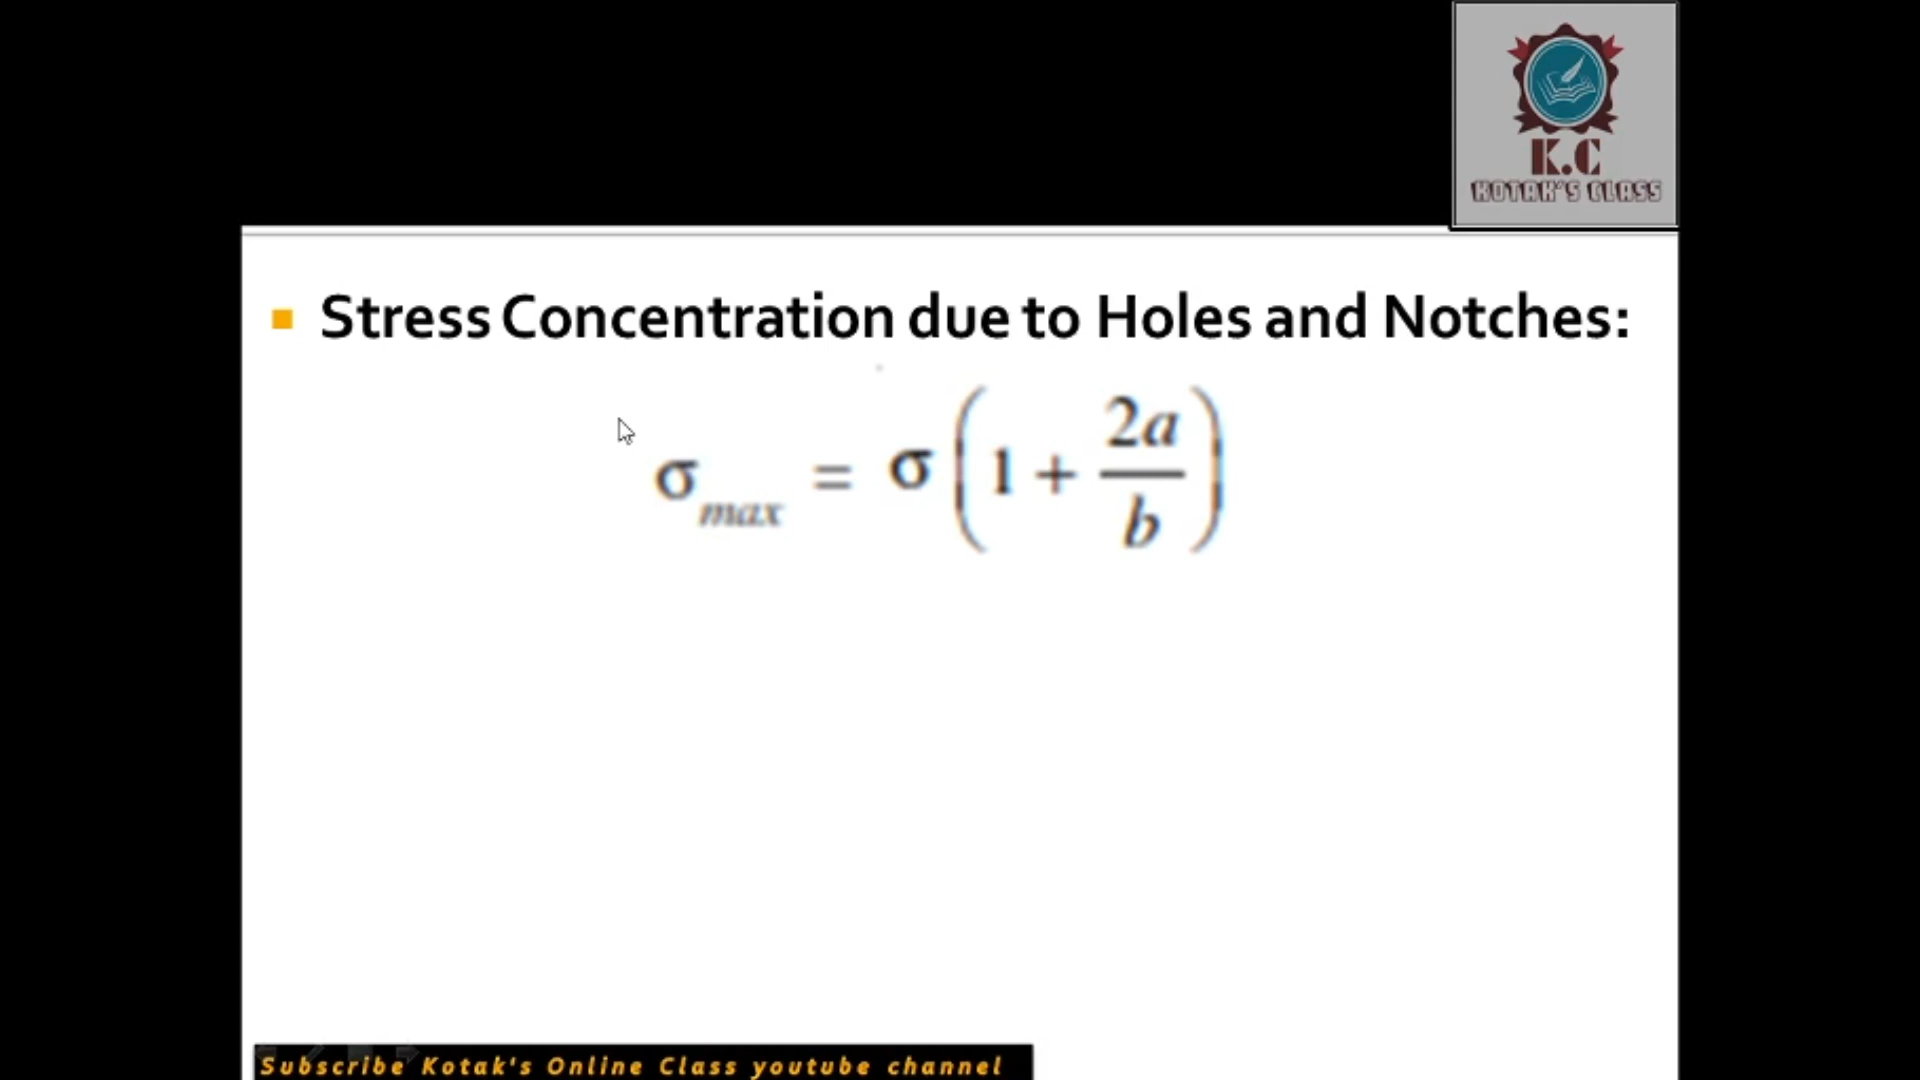 K.C
KOTAK'S CLASS
Stress Concentration due to Holes and Notches:
σmax = σ(1 + 2a/b)
Subscribe Kotak's Online Class youtube channel